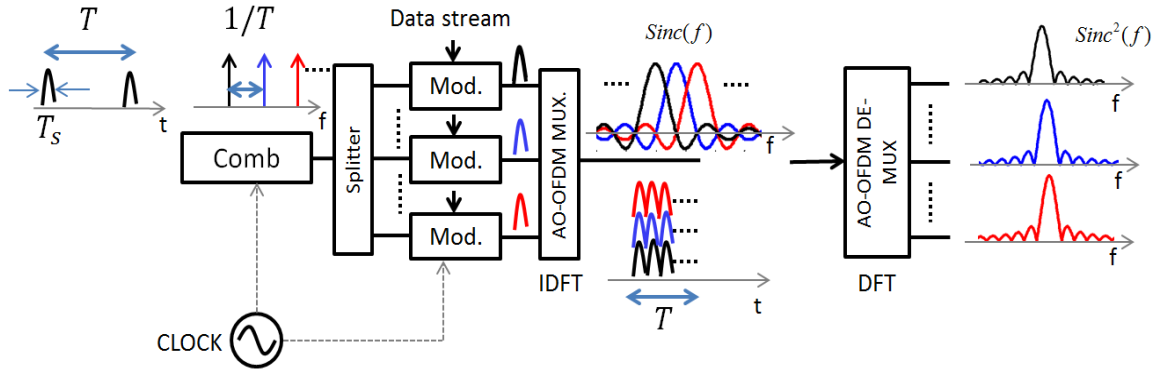 T
T_S
t
1/T
f
Comb
CLOCK
Splitter
Data stream
Mod.
Mod.
Mod.
AO-OFDM MUX.
IDFT
Sinc(f)
f
t
T
AO-OFDM DE-
MUX
DFT
Sinc²(f)
f
f
f